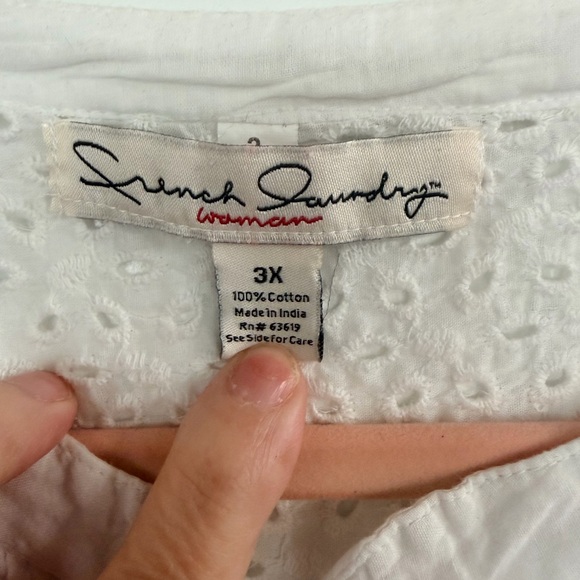 French Laundry™
woman
3X
100% Cotton
Made in India
Rn# 63619
See Side for Care